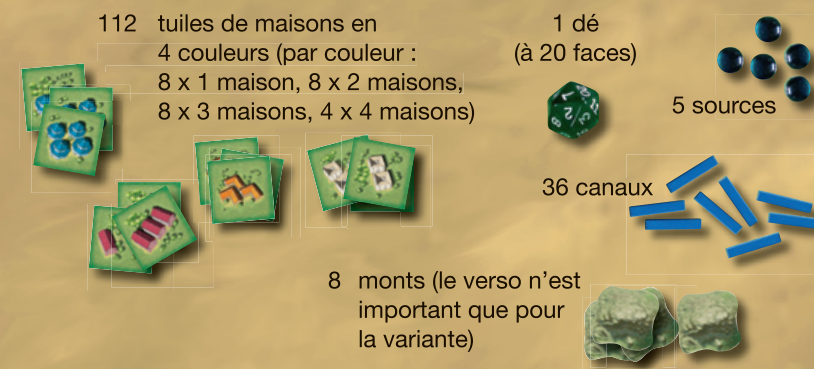 112 tuiles de maisons en
4 couleurs (par couleur :
8 x 1 maison, 8 x 2 maisons,
8 x 3 maisons, 4 x 4 maisons)
1 dé
(à 20 faces)
5 sources
36 canaux
8 monts (le verso n’est
important que pour
la variante)